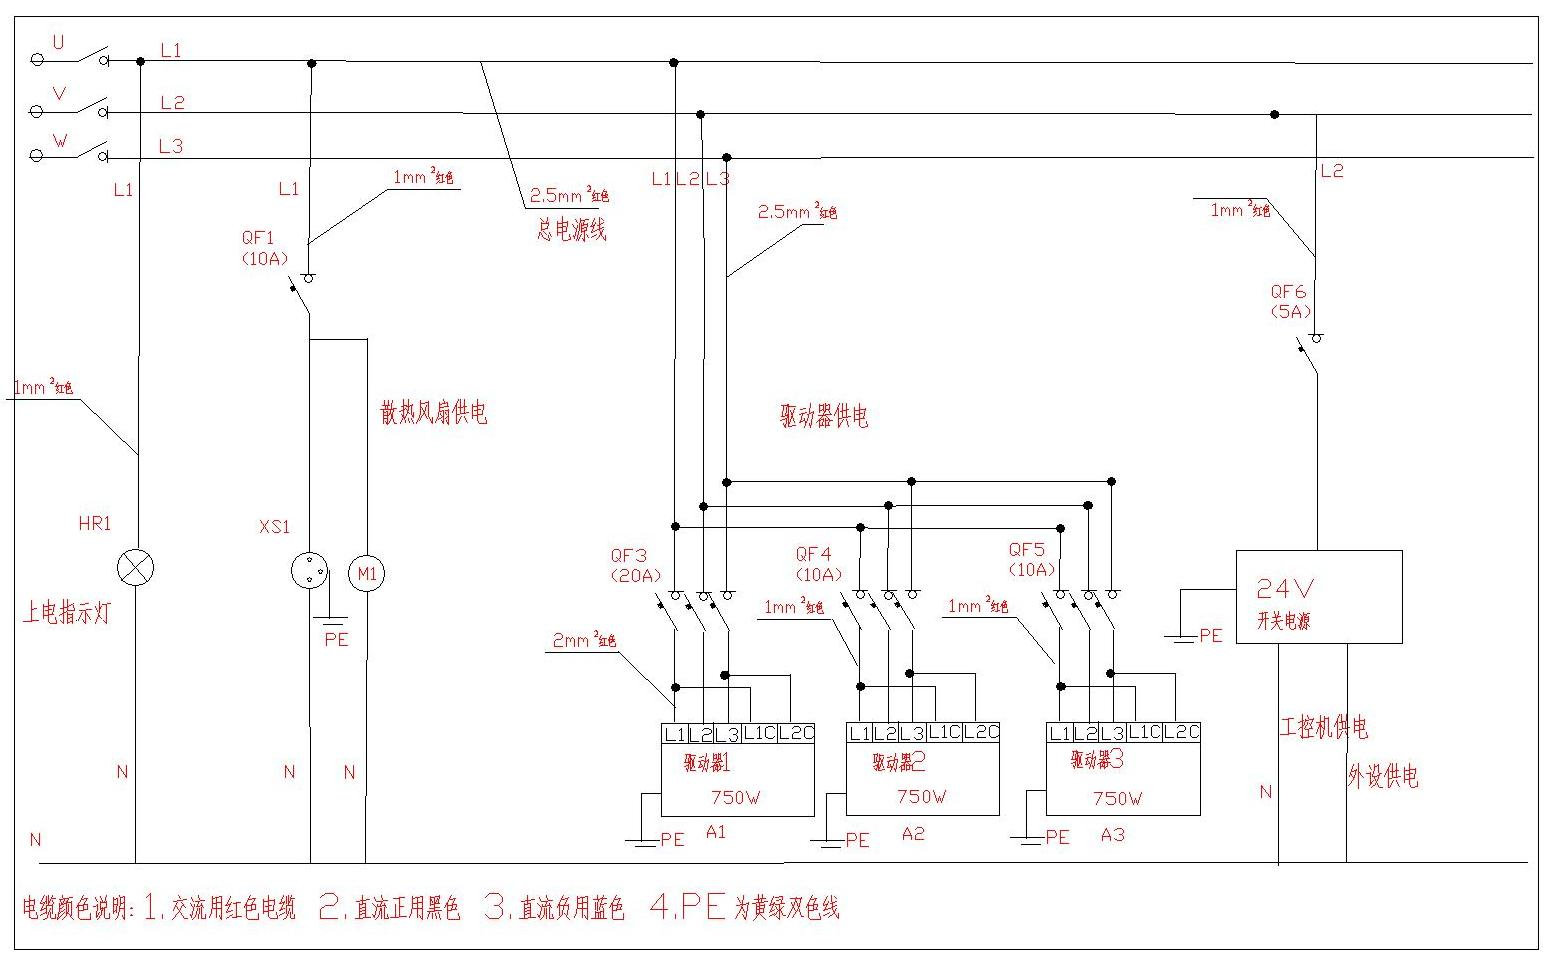 U
L1
V
L2
W
L3
L1
L1
1mm²红色
2.5mm²红色
总电源线
L1 L2 L3
2.5mm²红色
L2
1mm²红色
QF1
(10A)
QF6
(5A)
1mm²红色
散热风扇供电
驱动器供电
HR1
XS1
QF3
(20A)
QF4
(10A)
QF5
(10A)
M1
上电指示灯
PE
1mm²红色
1mm²红色
2mm²红色
24V
开关电源
PE
L1 L2 L3 L1C L2C
L1 L2 L3 L1C L2C
L1 L2 L3 L1C L2C
工控机供电
外设供电
驱动器1
750W
驱动器2
750W
驱动器3
750W
N
N
N
N
PE
A1
PE
A2
PE
A3
N
电缆颜色说明: 1, 交流用红色电缆 2, 直流正用黑色 3, 直流负用蓝色 4,PE 为黄绿双色线